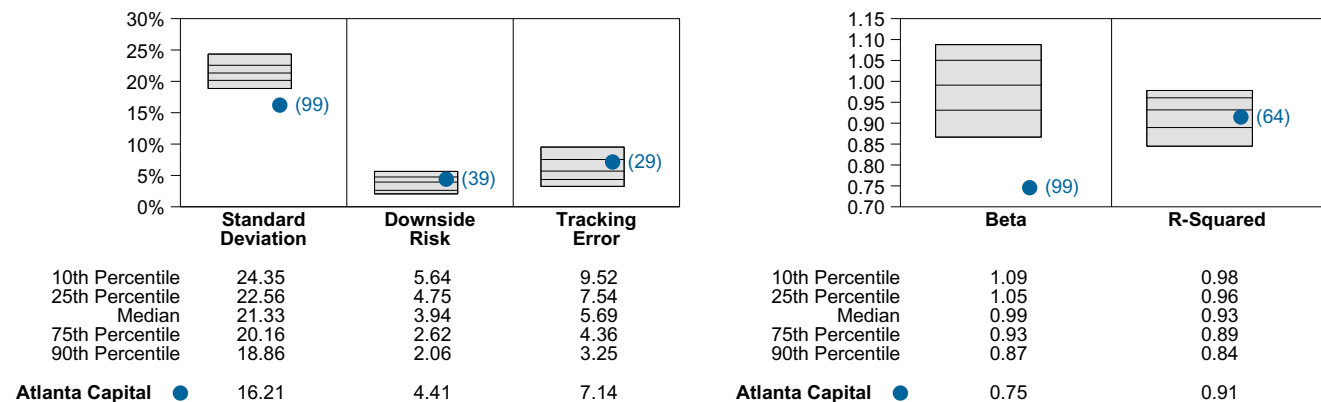 30%
25%
20%
15%
10%
5%
0%
(99)
(39)
(29)
Standard Deviation
Downside Risk
Tracking Error
10th Percentile 24.35 5.64 9.52
25th Percentile 22.56 4.75 7.54
Median 21.33 3.94 5.69
75th Percentile 20.16 2.62 4.36
90th Percentile 18.86 2.06 3.25
Atlanta Capital 16.21 4.41 7.14
1.15
1.10
1.05
1.00
0.95
0.90
0.85
0.80
0.75
0.70
(99)
(64)
Beta
R-Squared
10th Percentile 1.09 0.98
25th Percentile 1.05 0.96
Median 0.99 0.93
75th Percentile 0.93 0.89
90th Percentile 0.87 0.84
Atlanta Capital 0.75 0.91